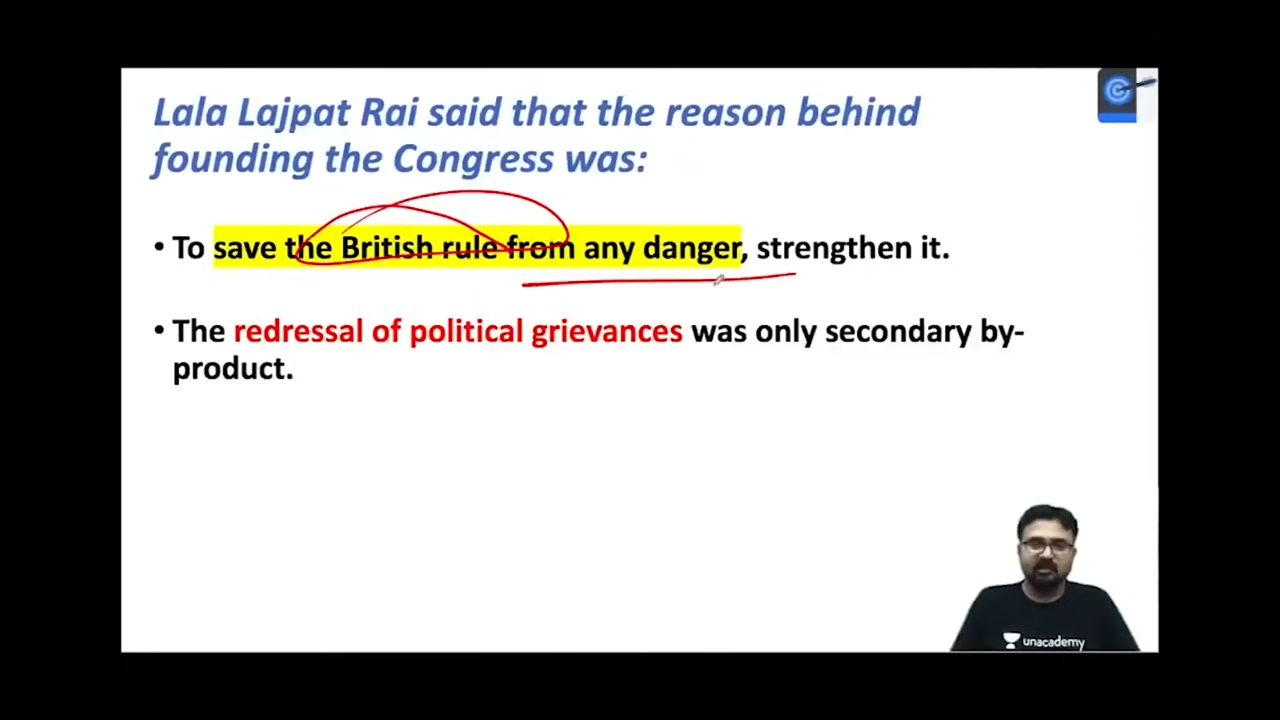 Lala Lajpat Rai said that the reason behind
founding the Congress was:
• To save the British rule from any danger, strengthen it.
• The redressal of political grievances was only secondary by-
product.
unacademy